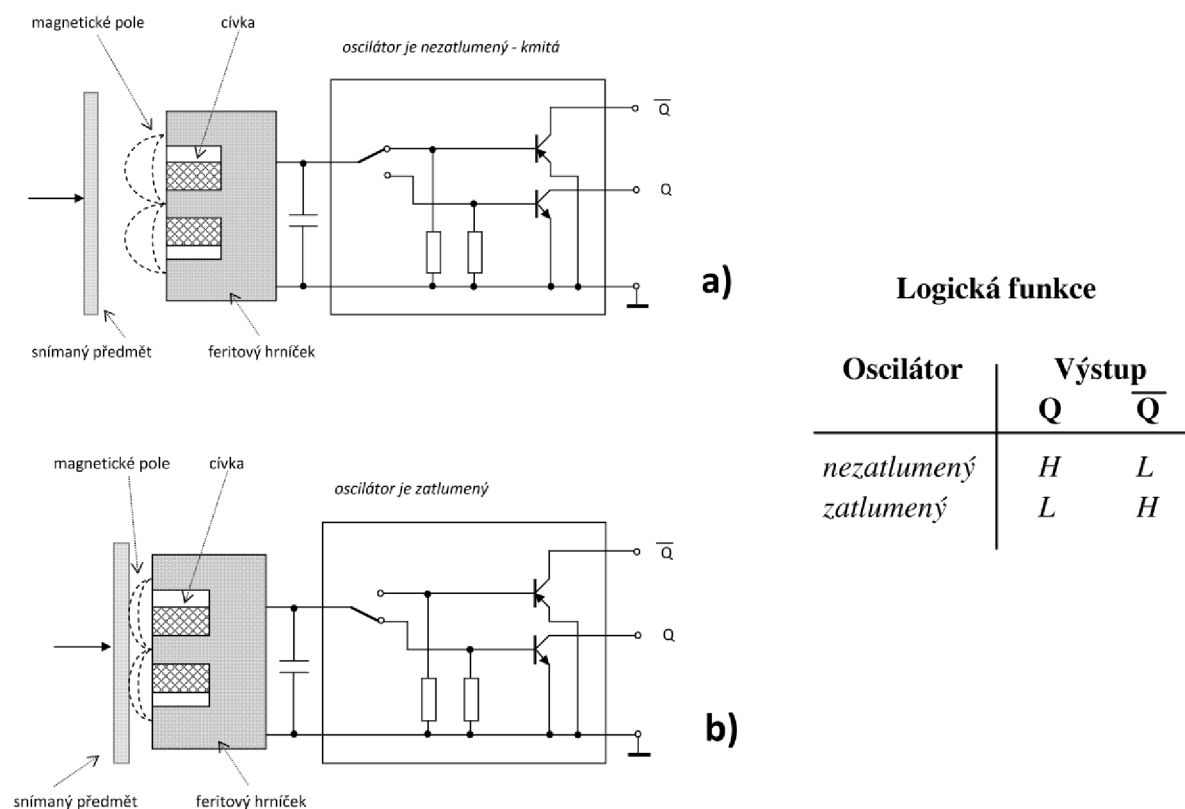 magnetické pole
cívka
oscilátor je nezatlumený - kmitá
Q̅
Q
a)
snímaný předmět
feritový hrníček
magnetické pole
cívka
oscilátor je zatlumený
Q̅
Q
b)
snímaný předmět
feritový hrníček
Logická funkce
Oscilátor Výstup
Q Q̅
nezatlumený H L
zatlumený L H